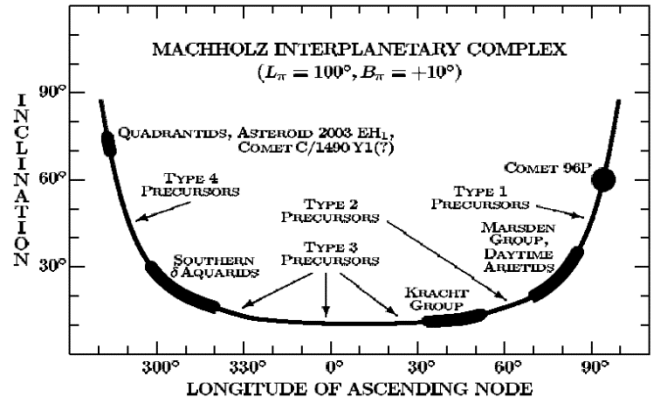 MACHHOLZ INTERPLANETARY COMPLEX
(Lπ = 100°, Bπ = +10°)
INCLINATION
90°
60°
30°
QUADRANTIDS, ASTEROID 2003 EH₁,
COMET C/1490 Y1(?)
COMET 96P
TYPE 4
PRECURSORS
TYPE 2
PRECURSORS
TYPE 1
PRECURSORS
MARSDEN
GROUP,
DAYTIME
ARIETIDS
SOUTHERN
δ AQUARIDS
TYPE 3
PRECURSORS
KRACHT
GROUP
300° 330° 0° 30° 60° 90°
LONGITUDE OF ASCENDING NODE